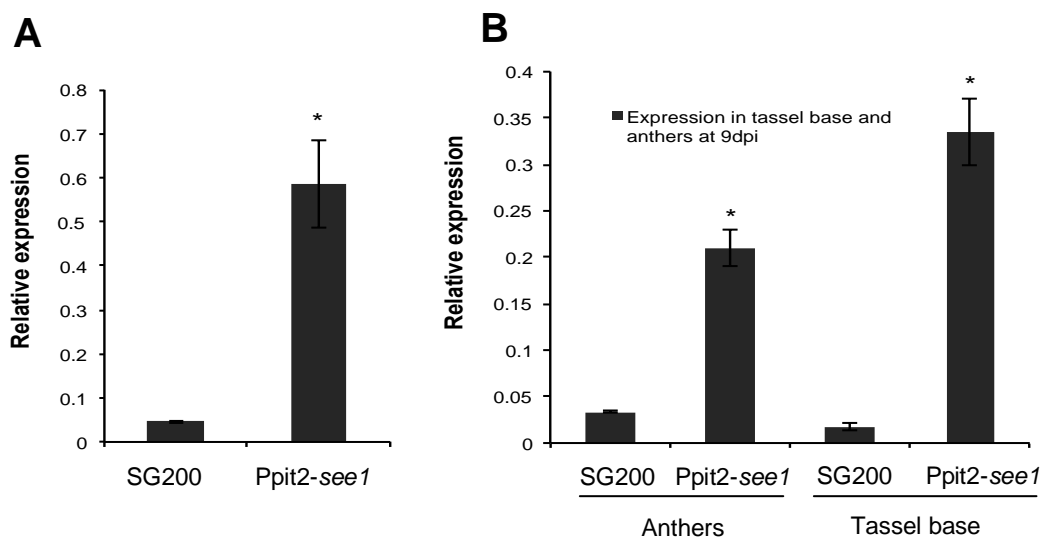 A
Relative expression
0.8
0.7
0.6
0.5
0.4
0.3
0.2
0.1
0
*
SG200 Ppit2-see1
B
Relative expression
0.4
0.35
0.3
0.25
0.2
0.15
0.1
0.05
0
Expression in tassel base and
anthers at 9dpi
*
*
SG200 Ppit2-see1 SG200 Ppit2-see1
Anthers Tassel base